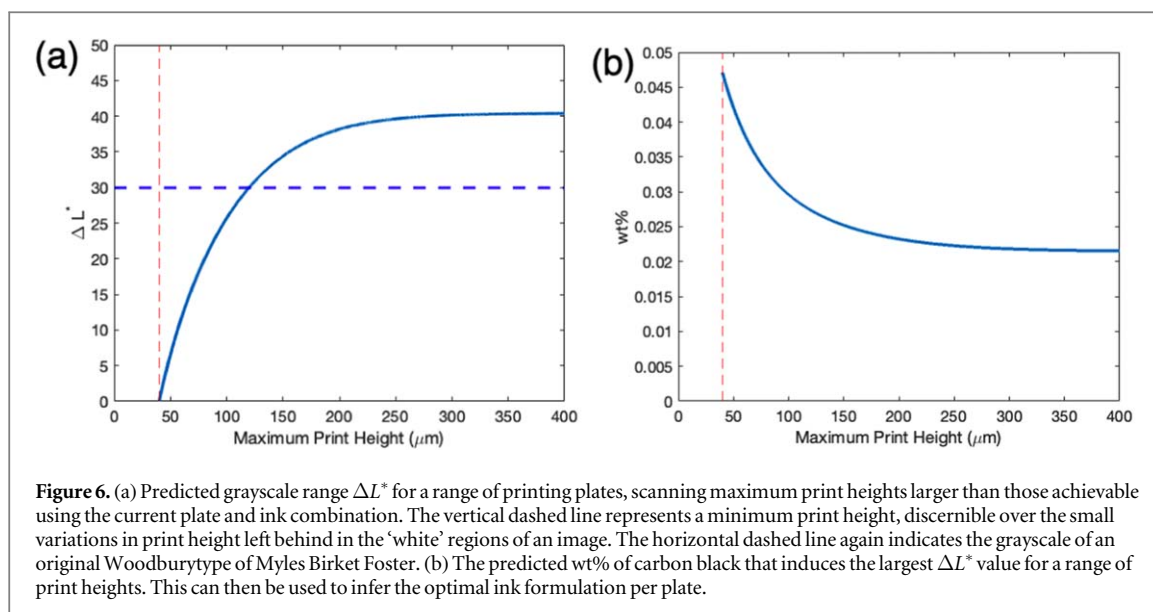 (a)
50
45
40
35
30
25
20
15
10
5
0
Δ L*
0 50 100 150 200 250 300 350 400
Maximum Print Height (μm)
(b)
0.05
0.045
0.04
0.035
0.03
0.025
0.02
0.015
0.01
0.005
0
wt%
0 50 100 150 200 250 300 350 400
Maximum Print Height (μm)
Figure 6. (a) Predicted grayscale range ΔL* for a range of printing plates, scanning maximum print heights larger than those achievable
using the current plate and ink combination. The vertical dashed line represents a minimum print height, discernible over the small
variations in print height left behind in the ‘white’ regions of an image. The horizontal dashed line again indicates the grayscale of an
original Woodburytype of Myles Birket Foster. (b) The predicted wt% of carbon black that induces the largest ΔL* value for a range of
print heights. This can then be used to infer the optimal ink formulation per plate.